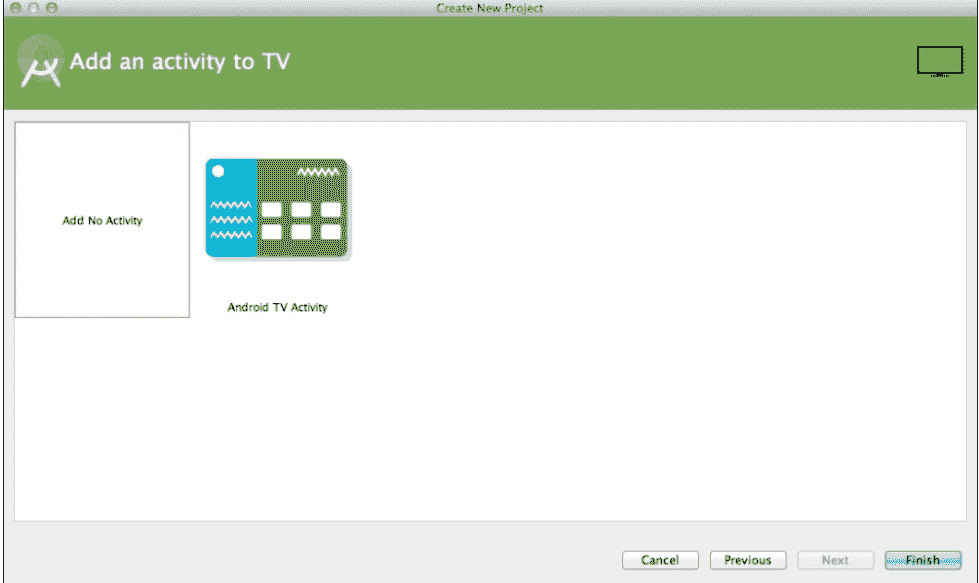 Create New Project
Add an activity to TV
Add No Activity
Android TV Activity
Cancel
Previous
Next
Finish